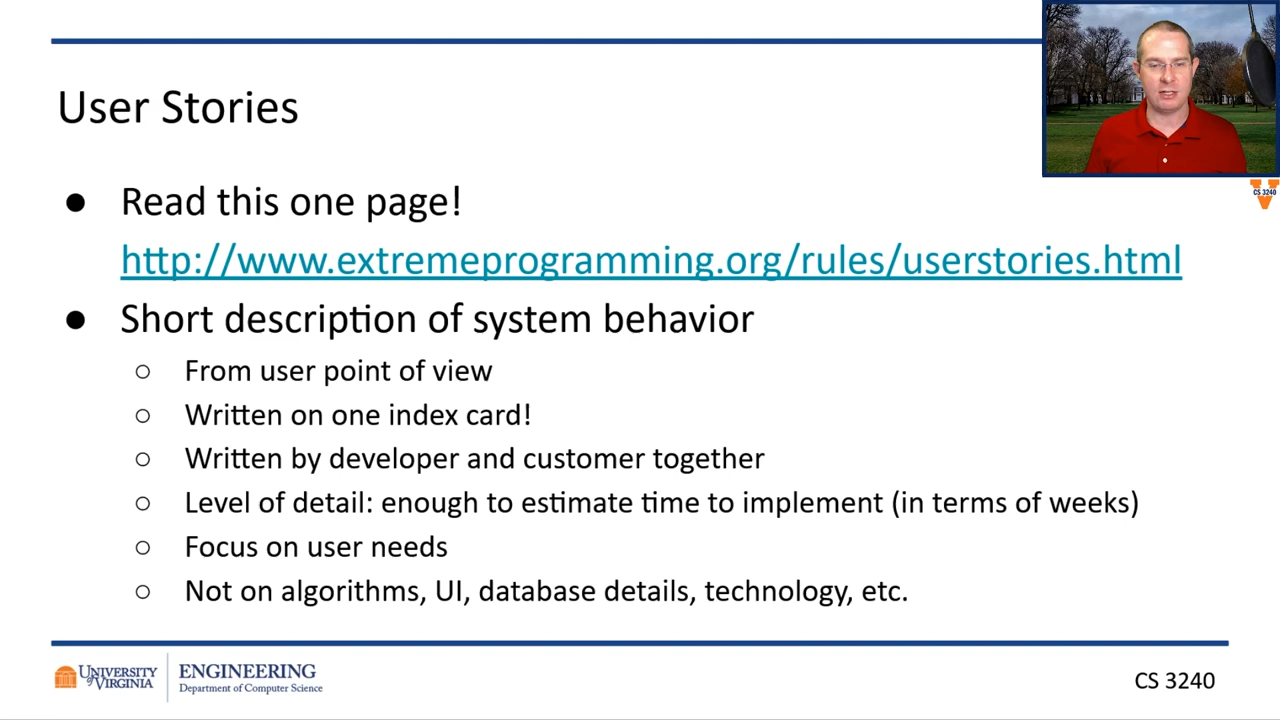 User Stories
● Read this one page!
http://www.extremeprogramming.org/rules/userstories.html
● Short description of system behavior
○ From user point of view
○ Written on one index card!
○ Written by developer and customer together
○ Level of detail: enough to estimate time to implement (in terms of weeks)
○ Focus on user needs
○ Not on algorithms, UI, database details, technology, etc.
CS 3240
UNIVERSITY of VIRGINIA
ENGINEERING
Department of Computer Science
CS 3240